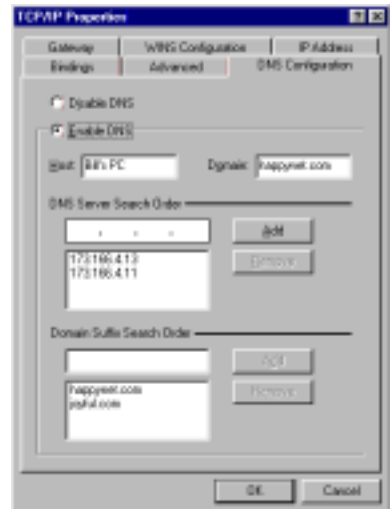 TCP/IP Properties
Gateway WINS Configuration IP Address
Bindings Advanced DNS Configuration
Disable DNS
Enable DNS
Host: Bill's PC Domain: happynet.com
DNS Server Search Order
Add
173.166.4.13
173.166.4.11
Remove
Domain Suffix Search Order
Add
happynet.com
joyful.com
Remove
OK Cancel